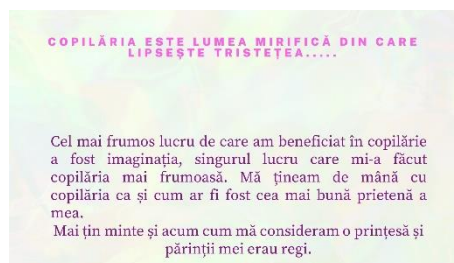 COPILĂRIA ESTE LUMEA MIRIFICĂ DIN CARE
LIPSEȘTE TRISTEȚEA.....
Cel mai frumos lucru de care am beneficiat în copilărie
a fost imaginația, singurul lucru care mi-a făcut
copilăria mai frumoasă. Mă țineam de mână cu
copilăria ca și cum ar fi fost cea mai bună prietenă a
mea.
Mai țin minte și acum cum mă consideram o prințesă și
părinții mei erau regi.